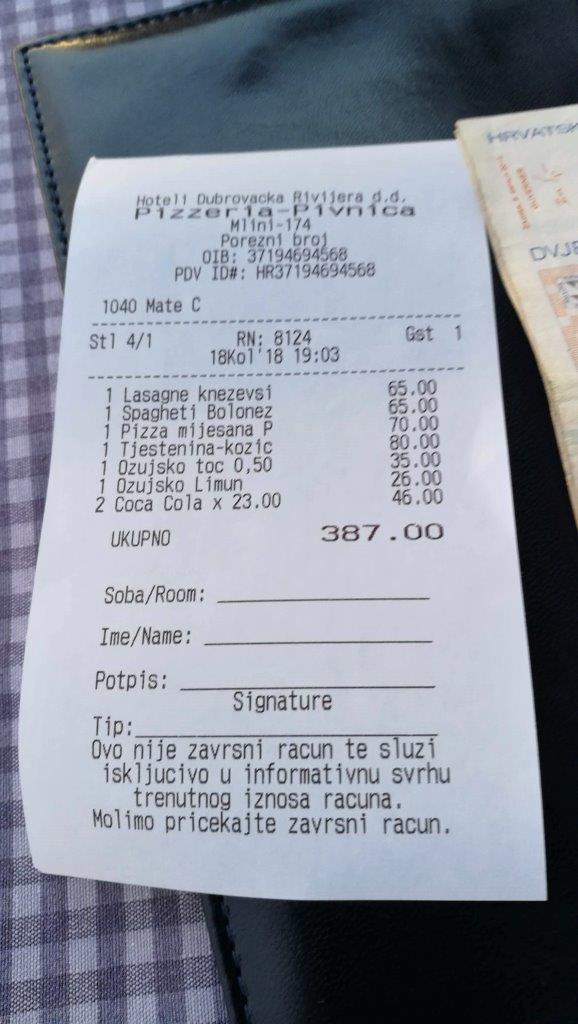 Hoteli Dubrovacka Rivijera d.d.
Pizzeria-Pivnica
Mlini-174
Porezni broj
OIB: 37194694568
PDV ID#: HR37194694568
1040 Mate C
Stl 4/1 RN: 8124 Gst 1
18Kol'18 19:03
1 Lasagne knezevsi 65.00
1 Spagheti Bolonez 65.00
1 Pizza mijesana P 70.00
1 Tjestenina-kozic 80.00
1 Ozujsko toc 0,50 35.00
1 Ozujsko Limun 26.00
2 Coca Cola x 23.00 46.00
UKUPNO 387.00
Soba/Room:
Ime/Name:
Potpis:
Signature
Tip:
Ovo nije zavrsni racun te sluzi
iskljucivo u informativnu svrhu
trenutnog iznosa racuna.
Molimo pricekajte zavrsni racun.
HRVATSK
DVJE